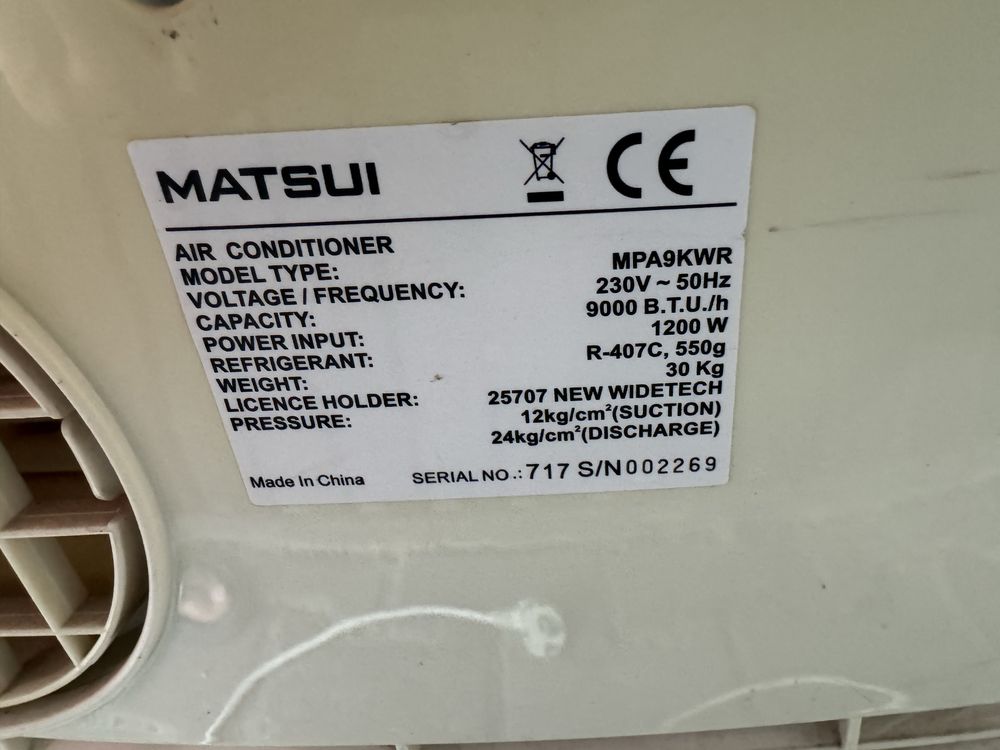 MATSUI
CE
AIR CONDITIONER
MODEL TYPE: MPA9KWR
VOLTAGE / FREQUENCY: 230V ~ 50Hz
CAPACITY: 9000 B.T.U./h
POWER INPUT: 1200 W
REFRIGERANT: R-407C, 550g
WEIGHT: 30 Kg
LICENCE HOLDER: 25707 NEW WIDETECH
PRESSURE: 12kg/cm²(SUCTION)
24kg/cm²(DISCHARGE)
Made In China SERIAL NO.: 717 S/N002269